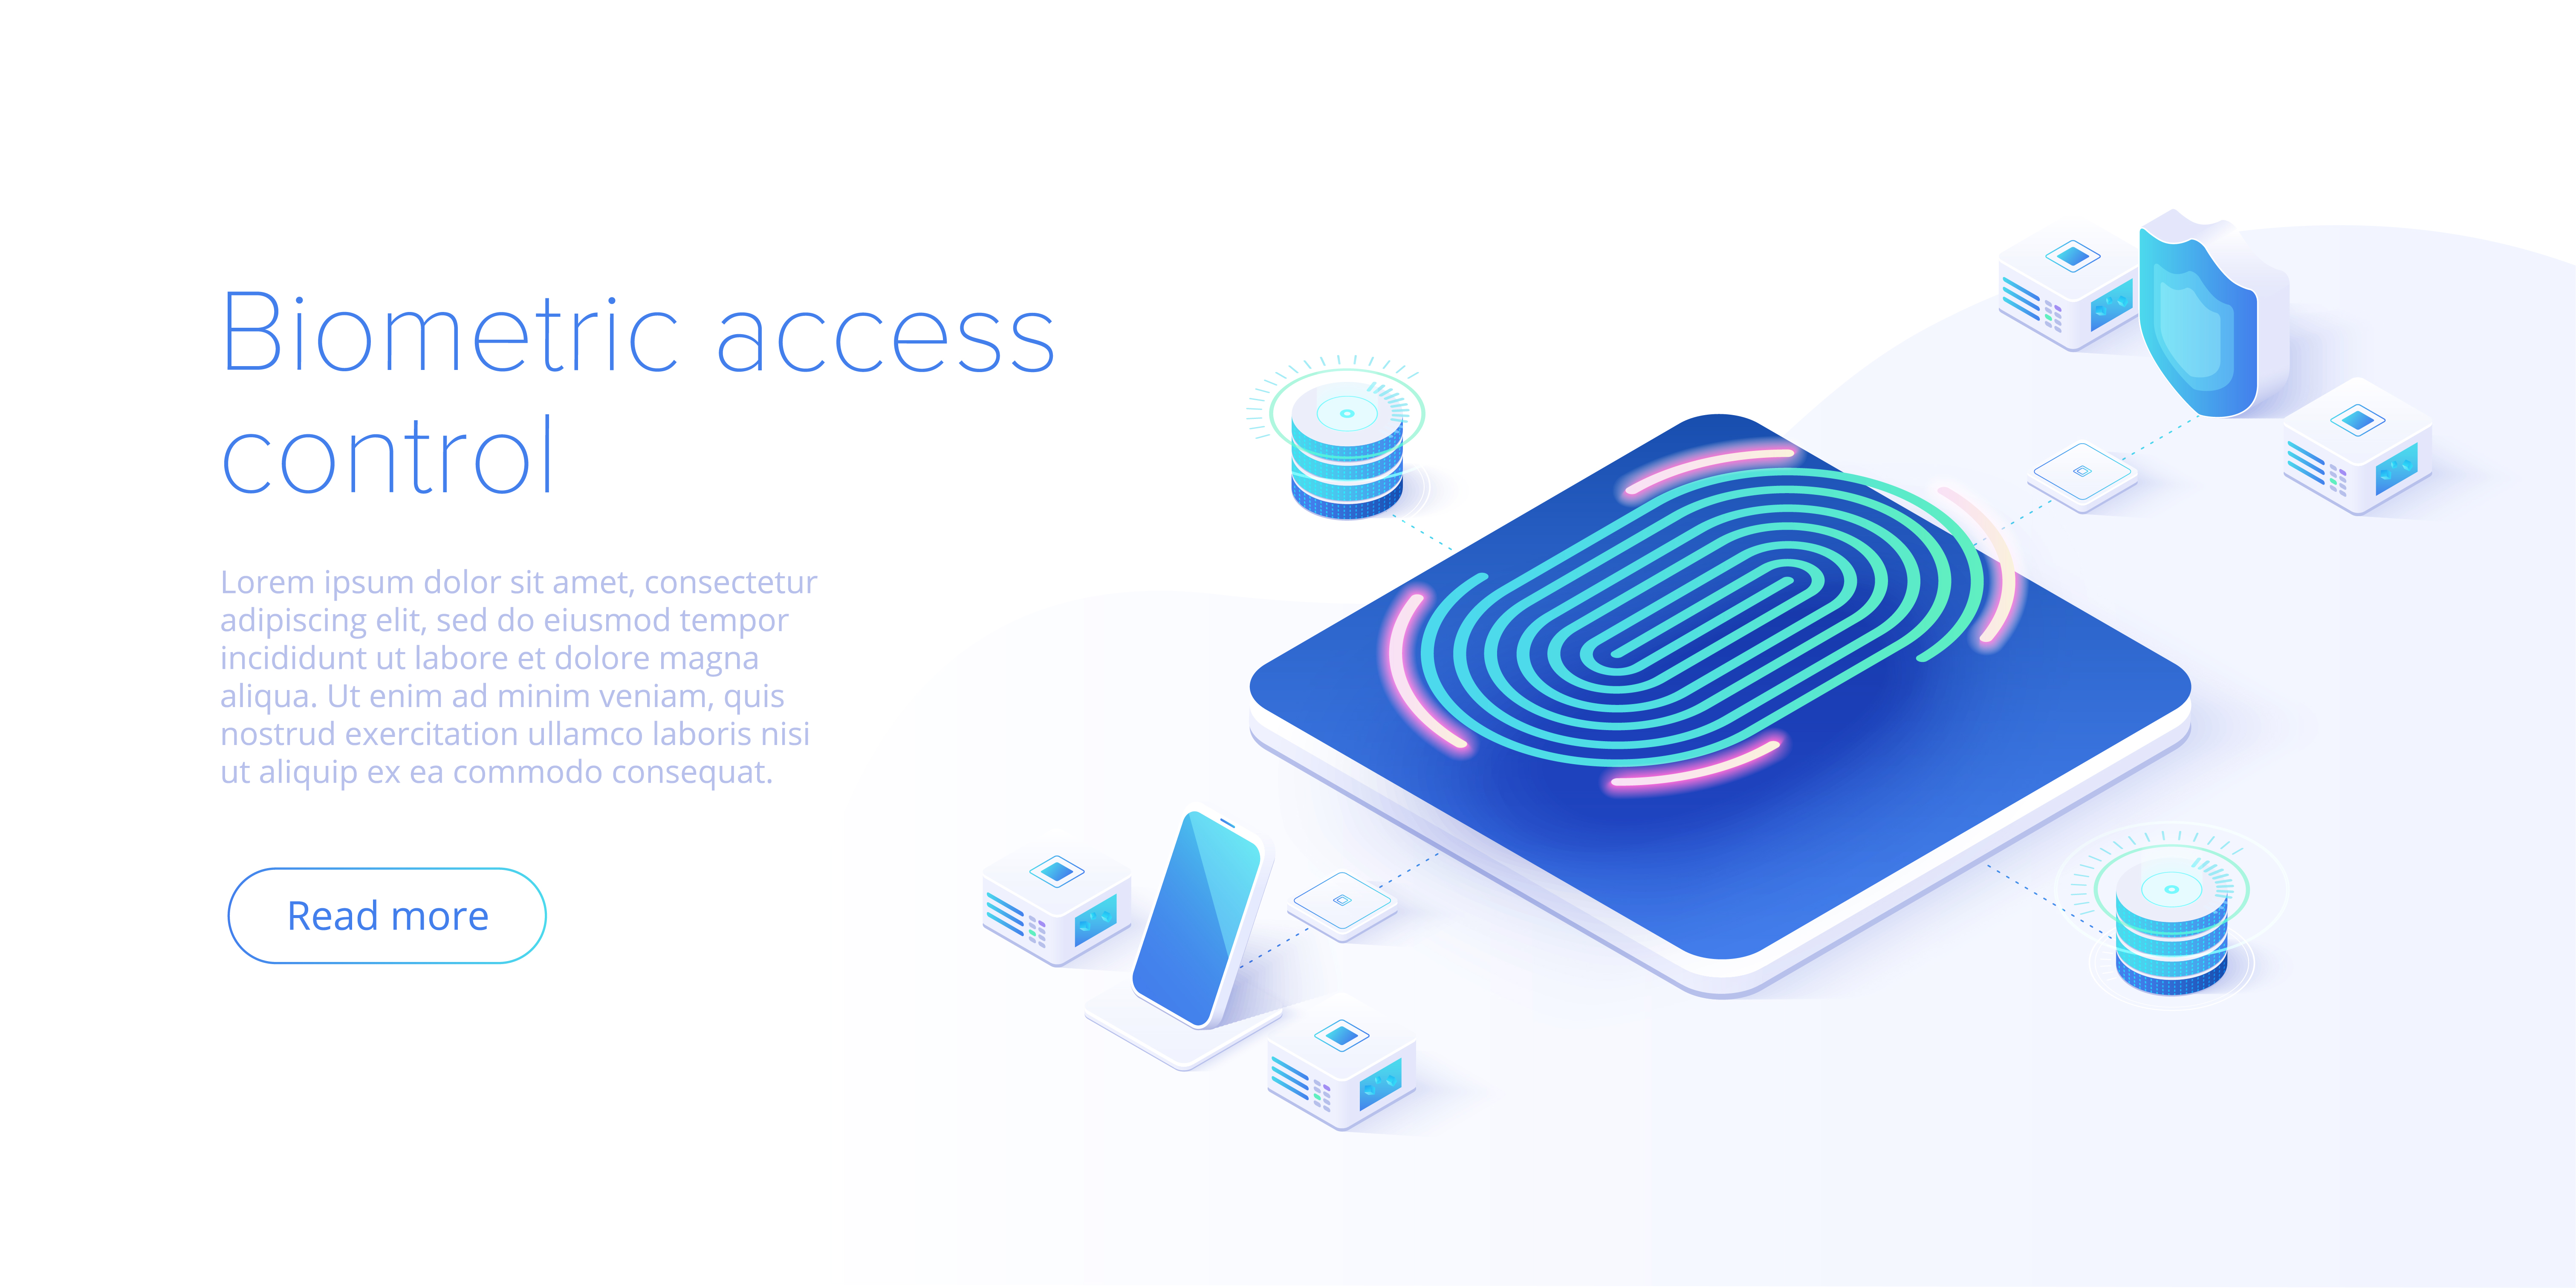 Biometric access
control
Lorem ipsum dolor sit amet, consectetur
adipiscing elit, sed do eiusmod tempor
incididunt ut labore et dolore magna
aliqua. Ut enim ad minim veniam, quis
nostrud exercitation ullamco laboris nisi
ut aliquip ex ea commodo consequat.
Read more